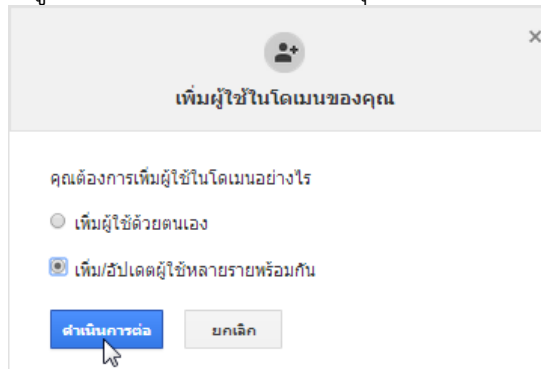 เพิ่มผู้ใช้ในโดเมนของคุณ
คุณต้องการเพิ่มผู้ใช้ในโดเมนอย่างไร
เพิ่มผู้ใช้ด้วยตนเอง
เพิ่ม/อัปเดตผู้ใช้หลายรายพร้อมกัน
ดำเนินการต่อ ยกเลิก